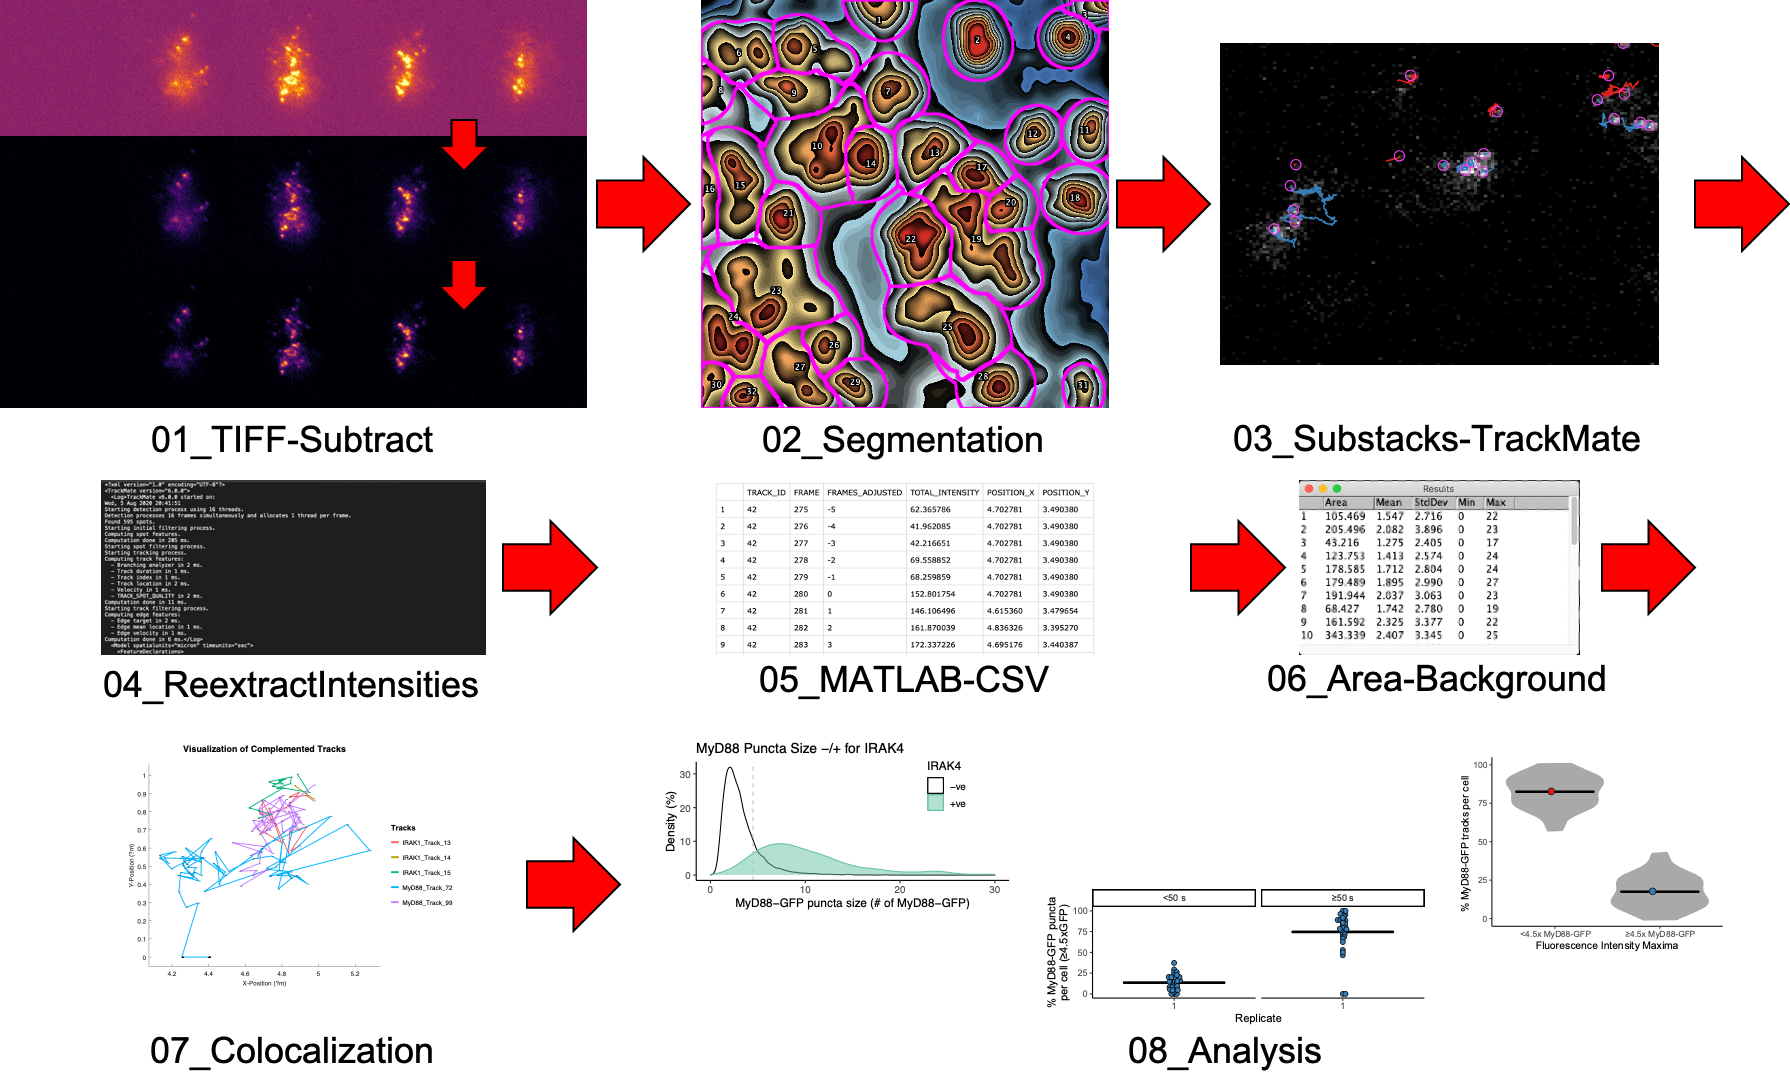 1
2
3
4
5
6
7
8
9
10
11
12
13
14
15
16
17
18
19
20
21
22
23
24
25
26
27
28
29
30
31
32
01_TIFF-Subtract
02_Segmentation
03_Substacks-TrackMate
<?xml version="1.0" encoding="UTF-8"?>
<TrackMate version="6.0.0">
<Log>TrackMate v6.0.0 started on:
Wed, 5 Aug 2020 20:41:51
Starting detection process using 16 threads.
Detection processes 16 frames simultaneously and allocates 1 thread per frame.
Found 595 spots.
Starting initial filtering process.
Computing spot features.
Computation done in 205 ms.
Starting spot filtering process.
Starting tracking process.
Computing track features:
- Branching analyzer in 2 ms.
- Track duration in 1 ms.
- Track index in 1 ms.
- Track location in 2 ms.
- Velocity in 1 ms.
- TRACK_SPOT_QUALITY in 2 ms.
Computation done in 11 ms.
Starting track filtering process.
Computing edge features:
- Edge target in 2 ms.
- Edge mean location in 1 ms.
- Edge velocity in 1 ms.
Computation done in 6 ms.</Log>
<Model spatialunits="micron" timeunits="sec">
<FeatureDeclarations>
04_ReextractIntensities
TRACK_ID FRAME FRAMES_ADJUSTED TOTAL_INTENSITY POSITION_X POSITION_Y
1 42 275 -5 62.365786 4.702781 3.490380
2 42 276 -4 41.962085 4.702781 3.490380
3 42 277 -3 42.216651 4.702781 3.490380
4 42 278 -2 69.558852 4.702781 3.490380
5 42 279 -1 68.259859 4.702781 3.490380
6 42 280 0 152.801754 4.702781 3.490380
7 42 281 1 146.106496 4.615360 3.479654
8 42 282 2 161.870039 4.836326 3.395270
9 42 283 3 172.337226 4.695176 3.440387
05_MATLAB-CSV
Results
Area Mean StdDev Min Max
1 105.469 1.547 2.716 0 22
2 205.496 2.082 3.896 0 23
3 43.216 1.275 2.405 0 17
4 123.753 1.413 2.574 0 24
5 178.585 1.712 2.804 0 24
6 179.489 1.895 2.990 0 27
7 191.944 2.037 3.063 0 23
8 68.427 1.742 2.780 0 19
9 161.592 2.325 3.377 0 22
10 343.339 2.407 3.345 0 25
06_Area-Background
Visualization of Complemented Tracks
Y-Position (?m)
1
0.9
0.8
0.7
0.6
0.5
0.4
0.3
0.2
0.1
0
4.2 4.4 4.6 4.8 5 5.2
X-Position (?m)
Tracks
IRAK1_Track_13
IRAK1_Track_14
IRAK1_Track_15
MyD88_Track_72
MyD88_Track_99
07_Colocalization
MyD88 Puncta Size −/+ for IRAK4
Density (%)
30
20
10
0
0 10 20 30
MyD88−GFP puncta size (# of MyD88−GFP)
IRAK4
−ve
+ve
% MyD88-GFP puncta
per cell (≥4.5xGFP)
<50 s ≥50 s
100
75
50
25
0
1 1
Replicate
% MyD88-GFP tracks per cell
100
75
50
25
0
<4.5x MyD88-GFP ≥4.5x MyD88-GFP
Fluorescence Intensity Maxima
08_Analysis